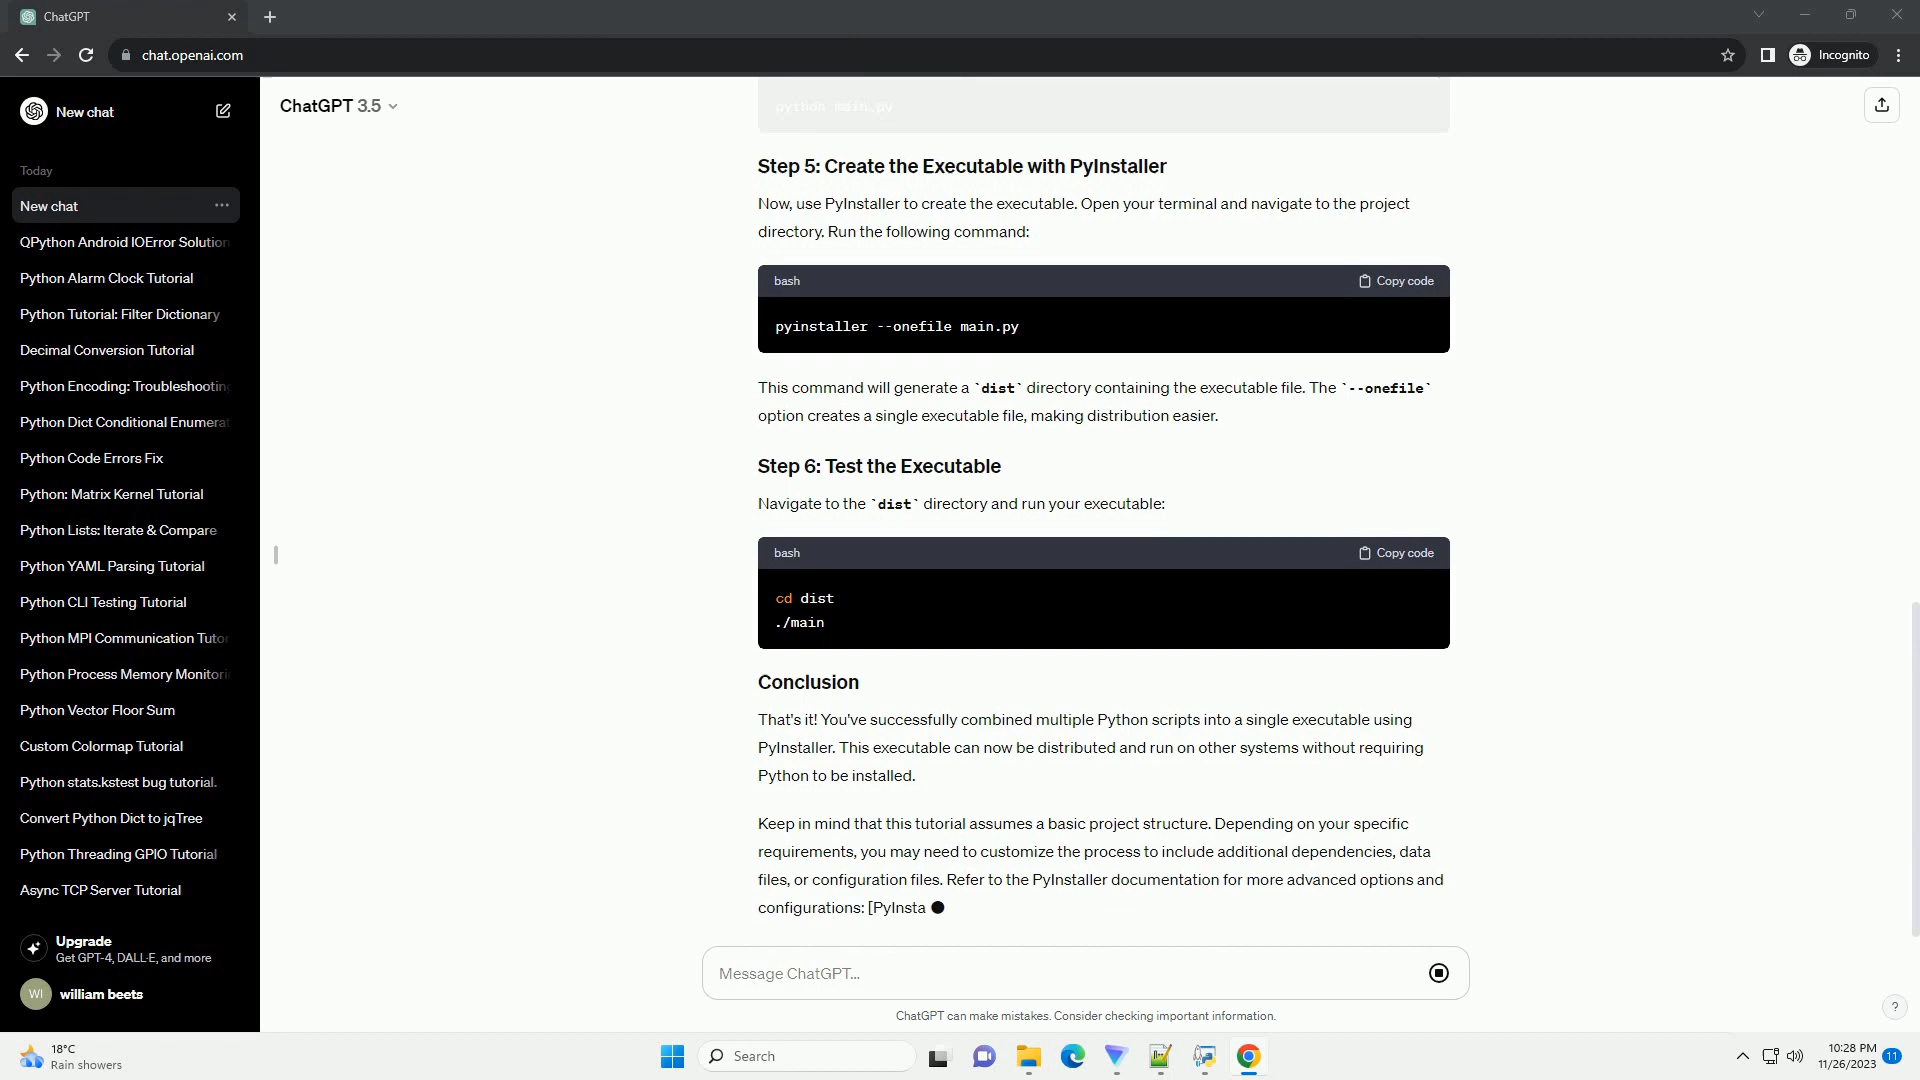 ChatGPT
chat.openai.com
Incognito
New chat
ChatGPT 3.5
Today
New chat
QPython Android IOError Solution
Python Alarm Clock Tutorial
Python Tutorial: Filter Dictionary
Decimal Conversion Tutorial
Python Encoding: Troubleshooting
Python Dict Conditional Enumerat
Python Code Errors Fix
Python: Matrix Kernel Tutorial
Python Lists: Iterate & Compare
Python YAML Parsing Tutorial
Python CLI Testing Tutorial
Python MPI Communication Tutor
Python Process Memory Monitori
Python Vector Floor Sum
Custom Colormap Tutorial
Python stats.kstest bug tutorial.
Convert Python Dict to jqTree
Python Threading GPIO Tutorial
Async TCP Server Tutorial
Upgrade
Get GPT-4, DALL·E, and more
WI
william beets
python main.py
Step 5: Create the Executable with PyInstaller
Now, use PyInstaller to create the executable. Open your terminal and navigate to the project
directory. Run the following command:
bash
Copy code
pyinstaller --onefile main.py
This command will generate a `dist` directory containing the executable file. The `--onefile`
option creates a single executable file, making distribution easier.
Step 6: Test the Executable
Navigate to the `dist` directory and run your executable:
bash
Copy code
cd dist
./main
Conclusion
That's it! You've successfully combined multiple Python scripts into a single executable using
PyInstaller. This executable can now be distributed and run on other systems without requiring
Python to be installed.
Keep in mind that this tutorial assumes a basic project structure. Depending on your specific
requirements, you may need to customize the process to include additional dependencies, data
files, or configuration files. Refer to the PyInstaller documentation for more advanced options and
configurations: [PyInsta
Message ChatGPT...
ChatGPT can make mistakes. Consider checking important information.
?
18°C
Rain showers
Search
10:28 PM
11/26/2023
11